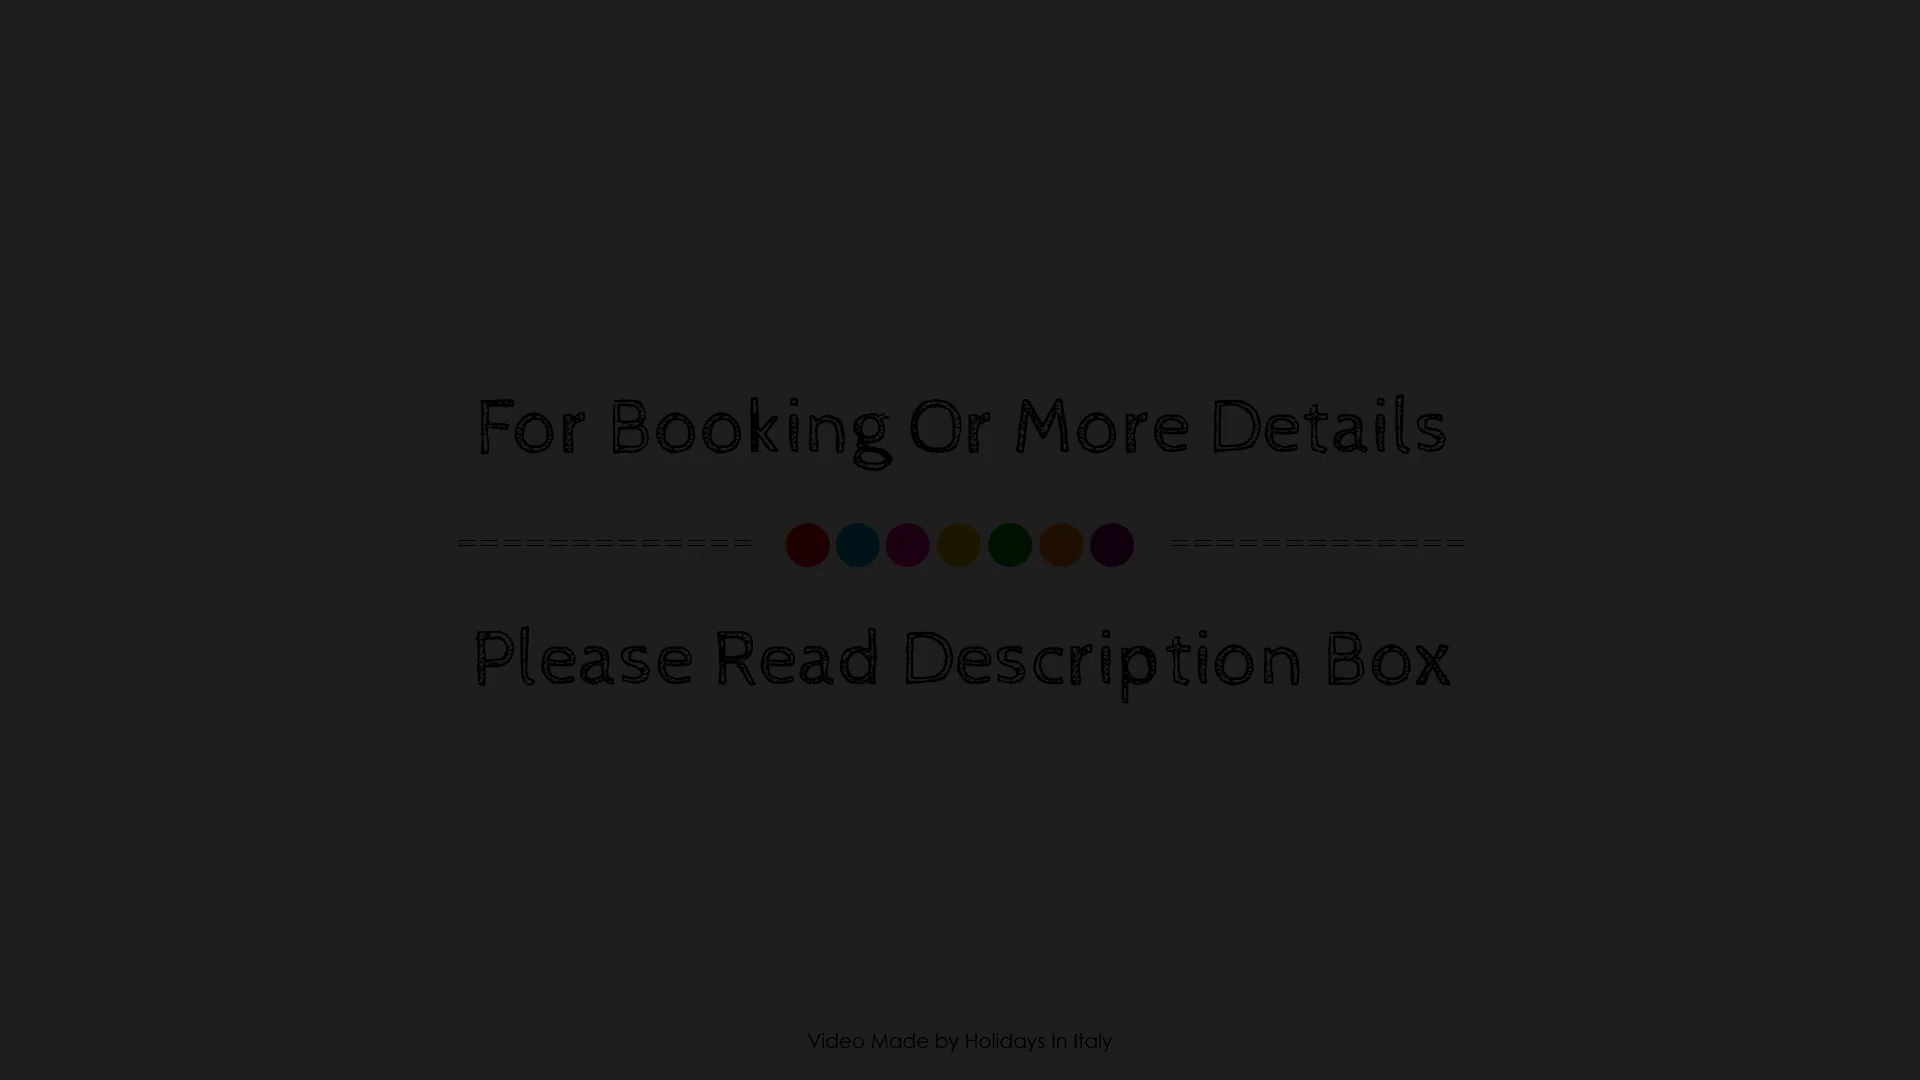 For Booking Or More Details
============= =============
Please Read Description Box
Video Made by Holidays In Italy